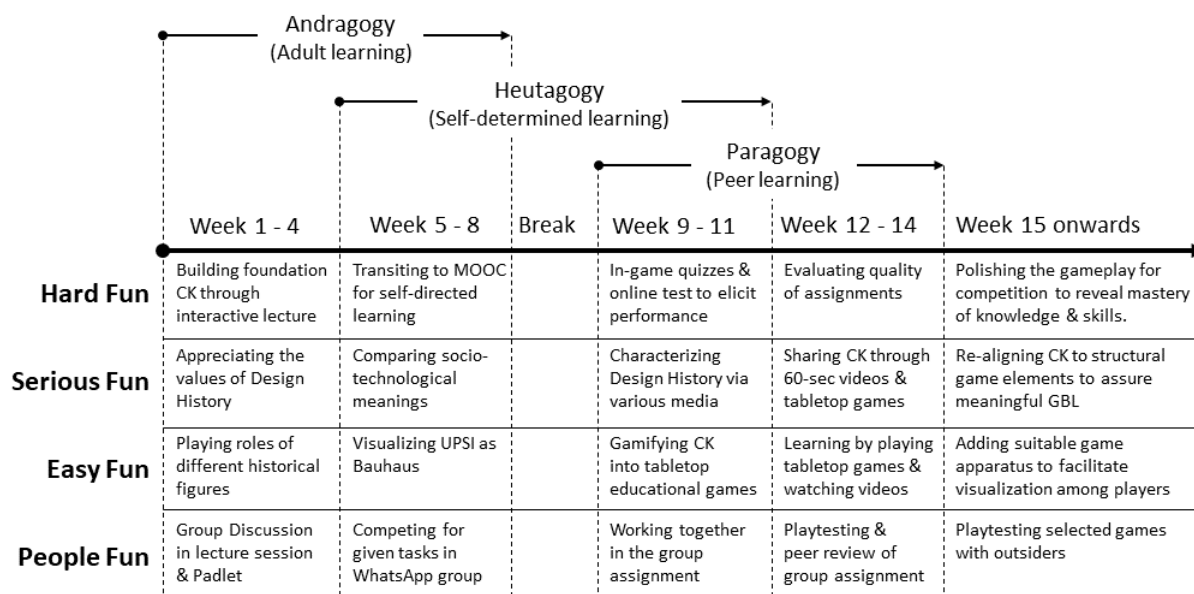 Andragogy
(Adult learning)
Heutagogy
(Self-determined learning)
Paragogy
(Peer learning)
Week 1 - 4
Week 5 - 8
Break
Week 9 - 11
Week 12 - 14
Week 15 onwards
Hard Fun
Building foundation
CK through
interactive lecture
Transiting to MOOC
for self-directed
learning
In-game quizzes &
online test to elicit
performance
Evaluating quality
of assignments
Polishing the gameplay for
competition to reveal mastery
of knowledge & skills.
Serious Fun
Appreciating the
values of Design
History
Comparing socio-
technological
meanings
Characterizing
Design History via
various media
Sharing CK through
60-sec videos &
tabletop games
Re-aligning CK to structural
game elements to assure
meaningful GBL
Easy Fun
Playing roles of
different historical
figures
Visualizing UPSI as
Bauhaus
Gamifying CK
into tabletop
educational games
Learning by playing
tabletop games &
watching videos
Adding suitable game
apparatus to facilitate
visualization among players
People Fun
Group Discussion
in lecture session
& Padlet
Competing for
given tasks in
WhatsApp group
Working together
in the group
assignment
Playtesting &
peer review of
group assignment
Playtesting selected games
with outsiders